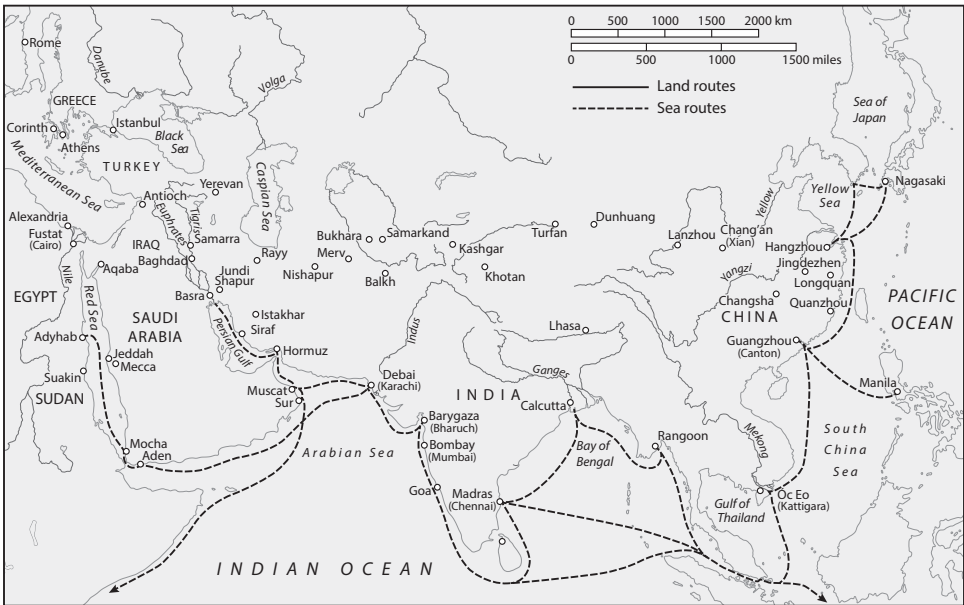 0 500 1000 1500 2000 km
0 500 1000 1500 miles
Land routes
Sea routes
Rome
Danube
Volga
GREECE
Corinth
Athens
Istanbul
Black
Sea
TURKEY
Mediterranean Sea
Antioch
Yerevan
Caspian Sea
Alexandria
Fustat
(Cairo)
Euphrates
Tigris
Samarra
IRAQ
Baghdad
Rayy
Jundi
Shapur
Nishapur
Merv
Bukhara
Samarkand
Balkh
Kashgar
Khotan
Turfan
Dunhuang
Lanzhou
Chang'an
(Xian)
Yellow
Yellow
Sea
Sea of
Japan
Nagasaki
Hangzhou
Jingdezhen
Longquan
Yangzi
Changsha
Quanzhou
CHINA
Guangzhou
(Canton)
PACIFIC
OCEAN
Manila
Nile
Aqaba
EGYPT
Red Sea
SAUDI
ARABIA
Basra
Istakhar
Siraf
Persian Gulf
Hormuz
Adyhab
Jeddah
Mecca
Suakin
SUDAN
Muscat
Sur
Mocha
Aden
Indus
Debai
(Karachi)
INDIA
Lhasa
Ganges
Calcutta
Barygaza
(Bharuch)
Bombay
(Mumbai)
Arabian Sea
Goa
Madras
(Chennai)
Bay of
Bengal
Rangoon
Mekong
South
China
Sea
Gulf of
Thailand
Oc Eo
(Kattigara)
INDIAN OCEAN